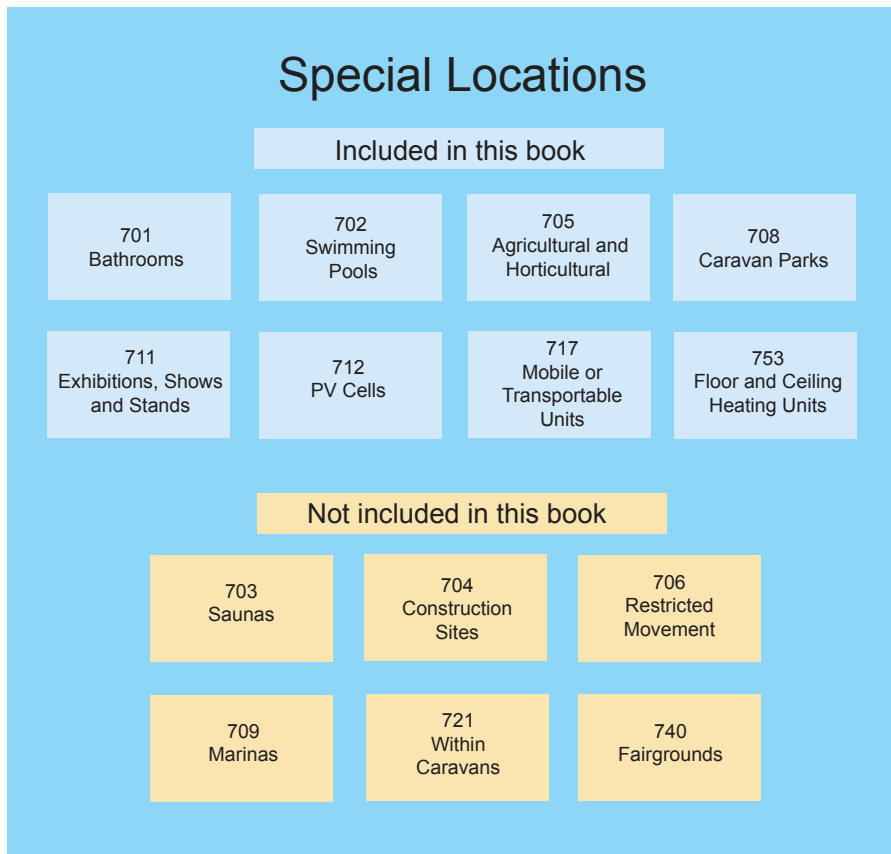 Special Locations
Included in this book
701
Bathrooms
702
Swimming
Pools
705
Agricultural and
Horticultural
708
Caravan Parks
711
Exhibitions, Shows
and Stands
712
PV Cells
717
Mobile or
Transportable
Units
753
Floor and Ceiling
Heating Units
Not included in this book
703
Saunas
704
Construction
Sites
706
Restricted
Movement
709
Marinas
721
Within
Caravans
740
Fairgrounds